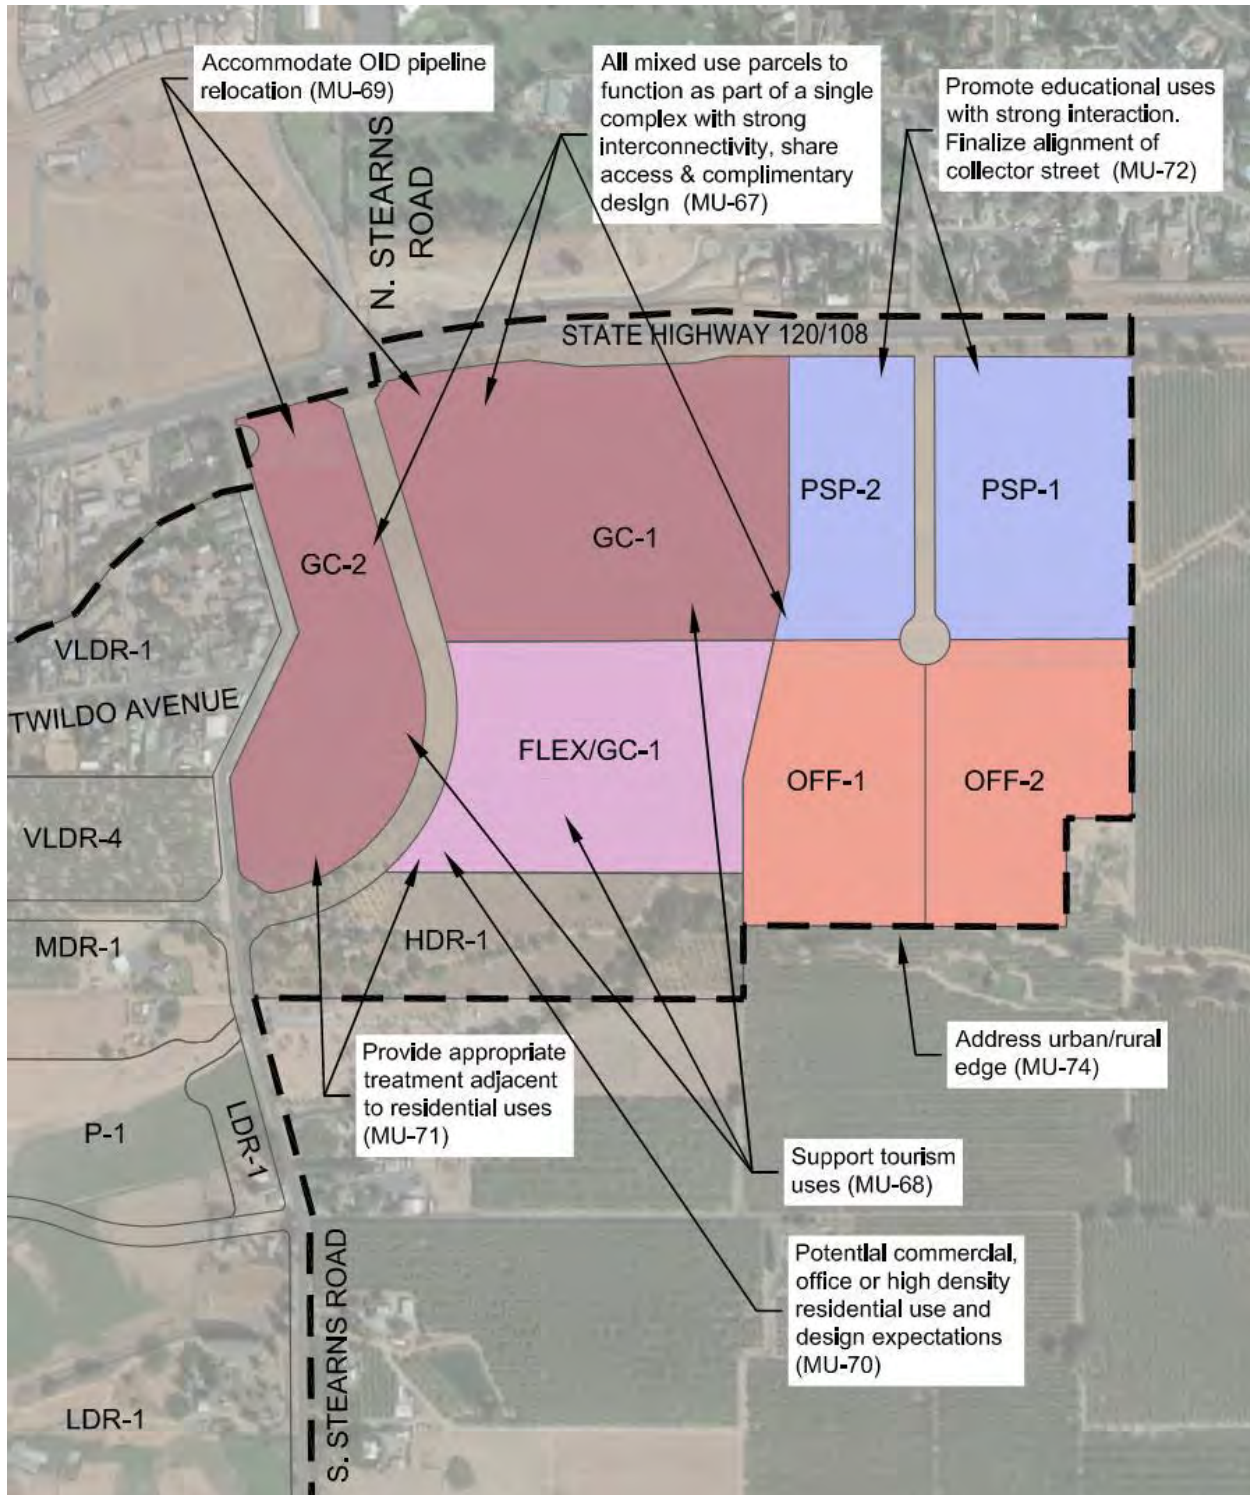 Accommodate OID pipeline
relocation (MU-69)
All mixed use parcels to
function as part of a single
complex with strong
interconnectivity, share
access & complimentary
design (MU-67)
Promote educational uses
with strong interaction.
Finalize alignment of
collector street (MU-72)
N. STEARNS
ROAD
STATE HIGHWAY 120/108
PSP-2
PSP-1
GC-1
GC-2
VLDR-1
TWILDO AVENUE
FLEX/GC-1
OFF-1
OFF-2
VLDR-4
MDR-1
HDR-1
Provide appropriate
treatment adjacent
to residential uses
(MU-71)
Address urban/rural
edge (MU-74)
P-1
LDR-1
Support tourism
uses (MU-68)
Potential commercial,
office or high density
residential use and
design expectations
(MU-70)
S. STEARNS ROAD
LDR-1